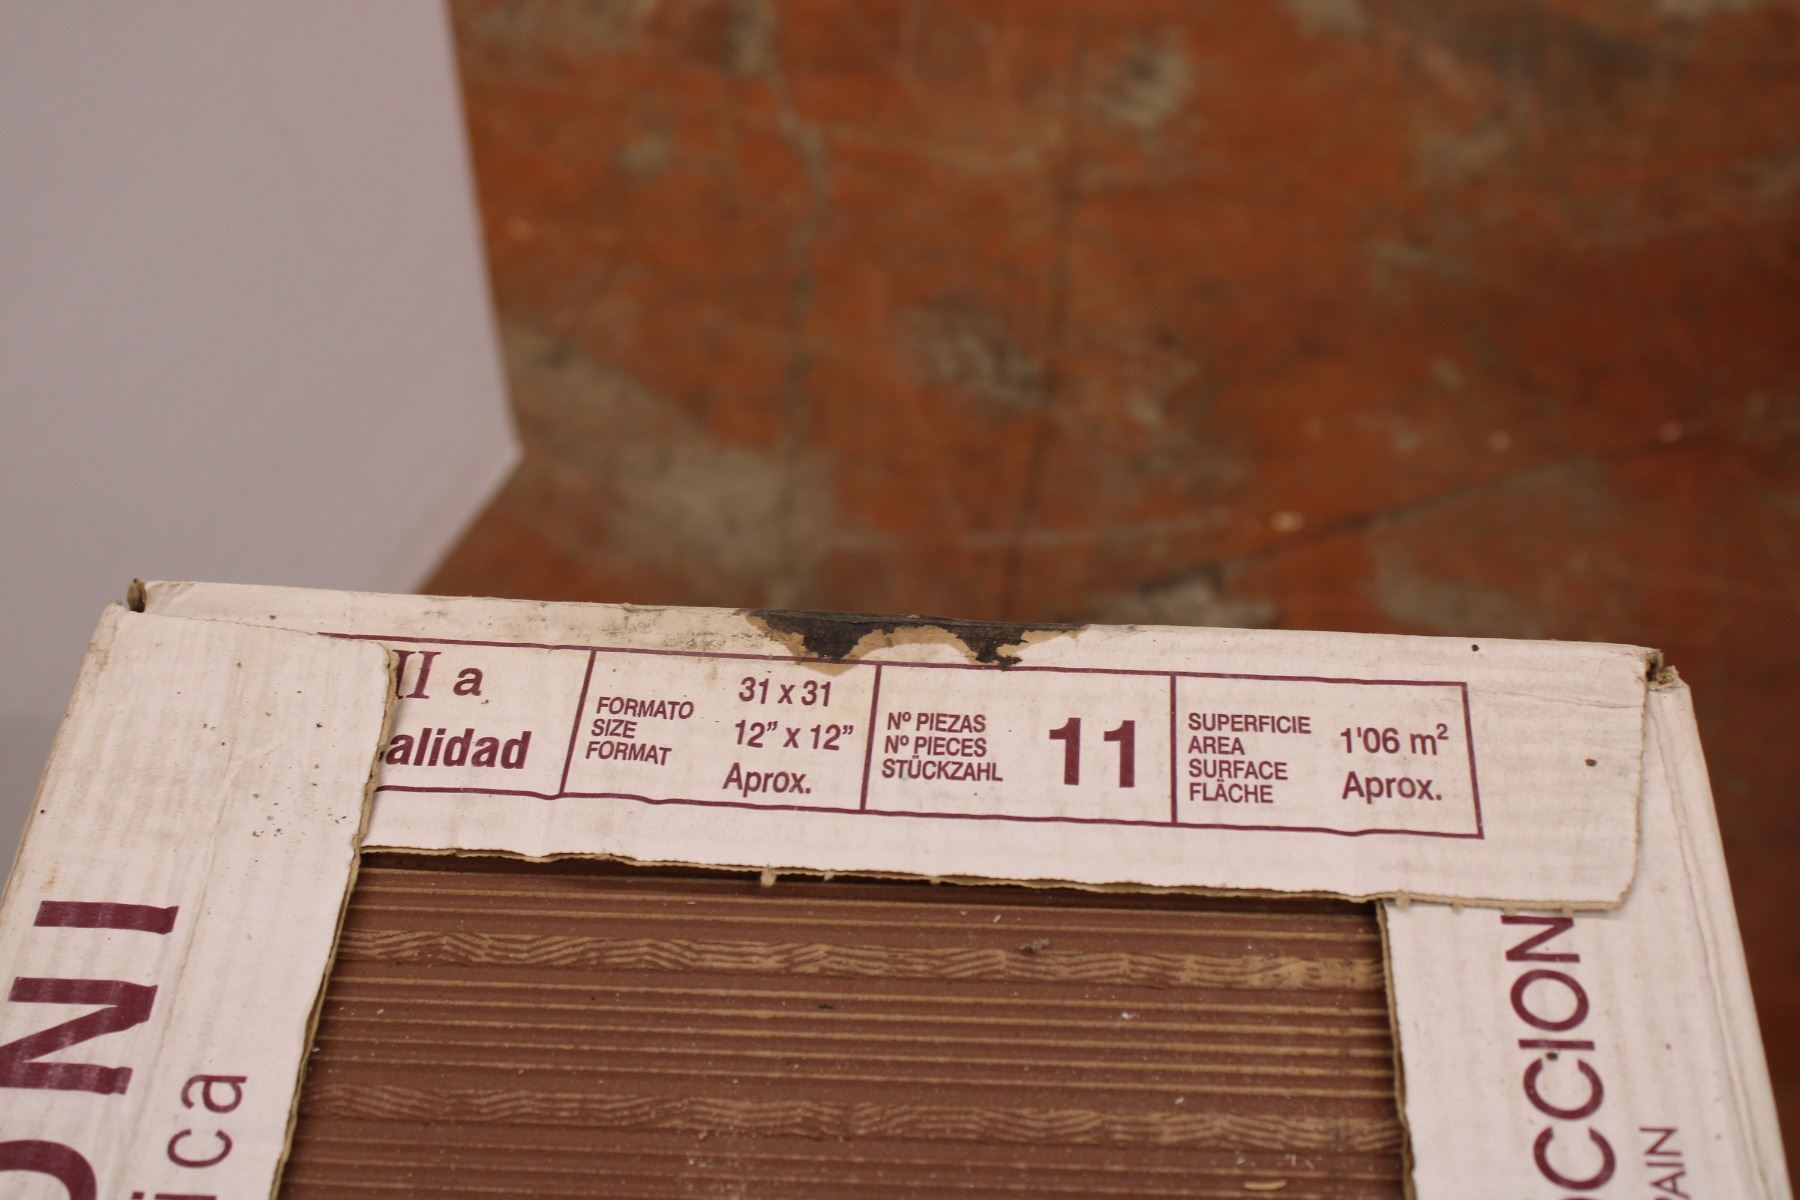 II a
alidad
FORMATO
SIZE
FORMAT
31 x 31
12” x 12”
Aprox.
Nº PIEZAS
Nº PIECES
STÜCKZAHL
11
SUPERFICIE
AREA
SURFACE
FLÄCHE
1'06 m²
Aprox.
ONI
ica
OCCION
AIN